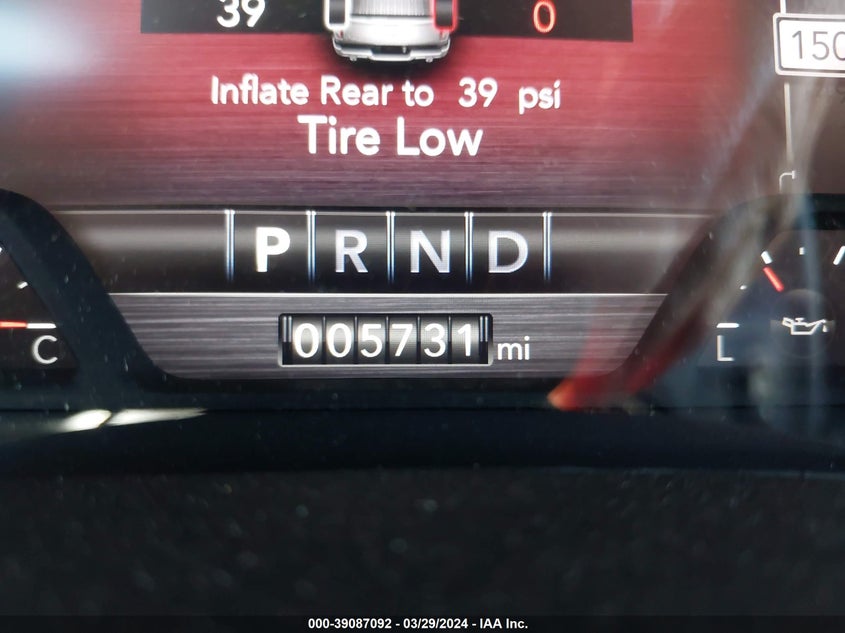 39 0
150
Inflate Rear to 39 psi
Tire Low
P R N D
005731 mi
C
L
000-39087092 - 03/29/2024 - IAA Inc.